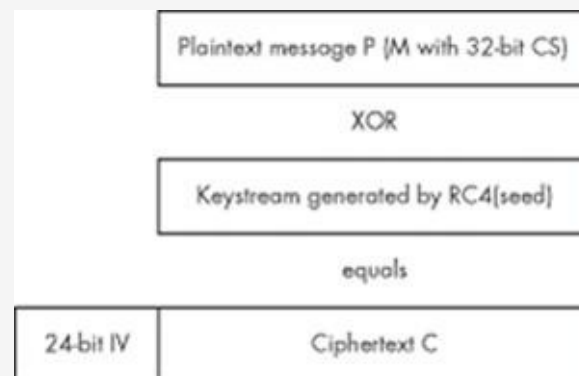 Plaintext message P (M with 32-bit CS)
XOR
Keystream generated by RC4(seed)
equals
24-bit IV
Ciphertext C